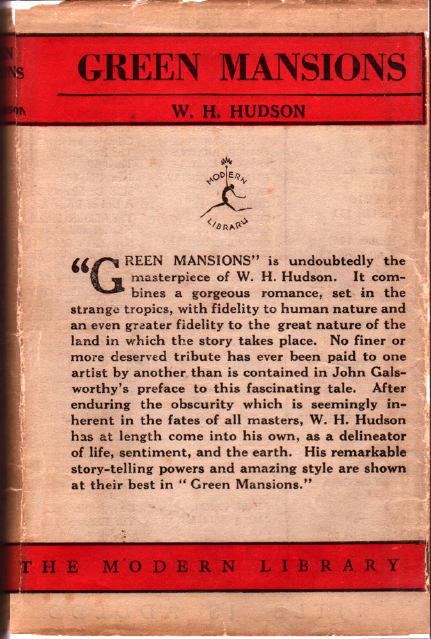 GREEN MANSIONS
W. H. HUDSON
MODERN
LIBRARY
"GREEN MANSIONS" is undoubtedly the
masterpiece of W. H. Hudson. It com-
bines a gorgeous romance, set in the
strange tropics, with fidelity to human nature and
an even greater fidelity to the great nature of the
land in which the story takes place. No finer or
more deserved tribute has ever been paid to one
artist by another than is contained in John Gals-
worthy's preface to this fascinating tale. After
enduring the obscurity which is seemingly in-
herent in the fates of all masters, W. H. Hudson
has at length come into his own, as a delineator
of life, sentiment, and the earth. His remarkable
story-telling powers and amazing style are shown
at their best in "Green Mansions."
THE MODERN LIBRARY